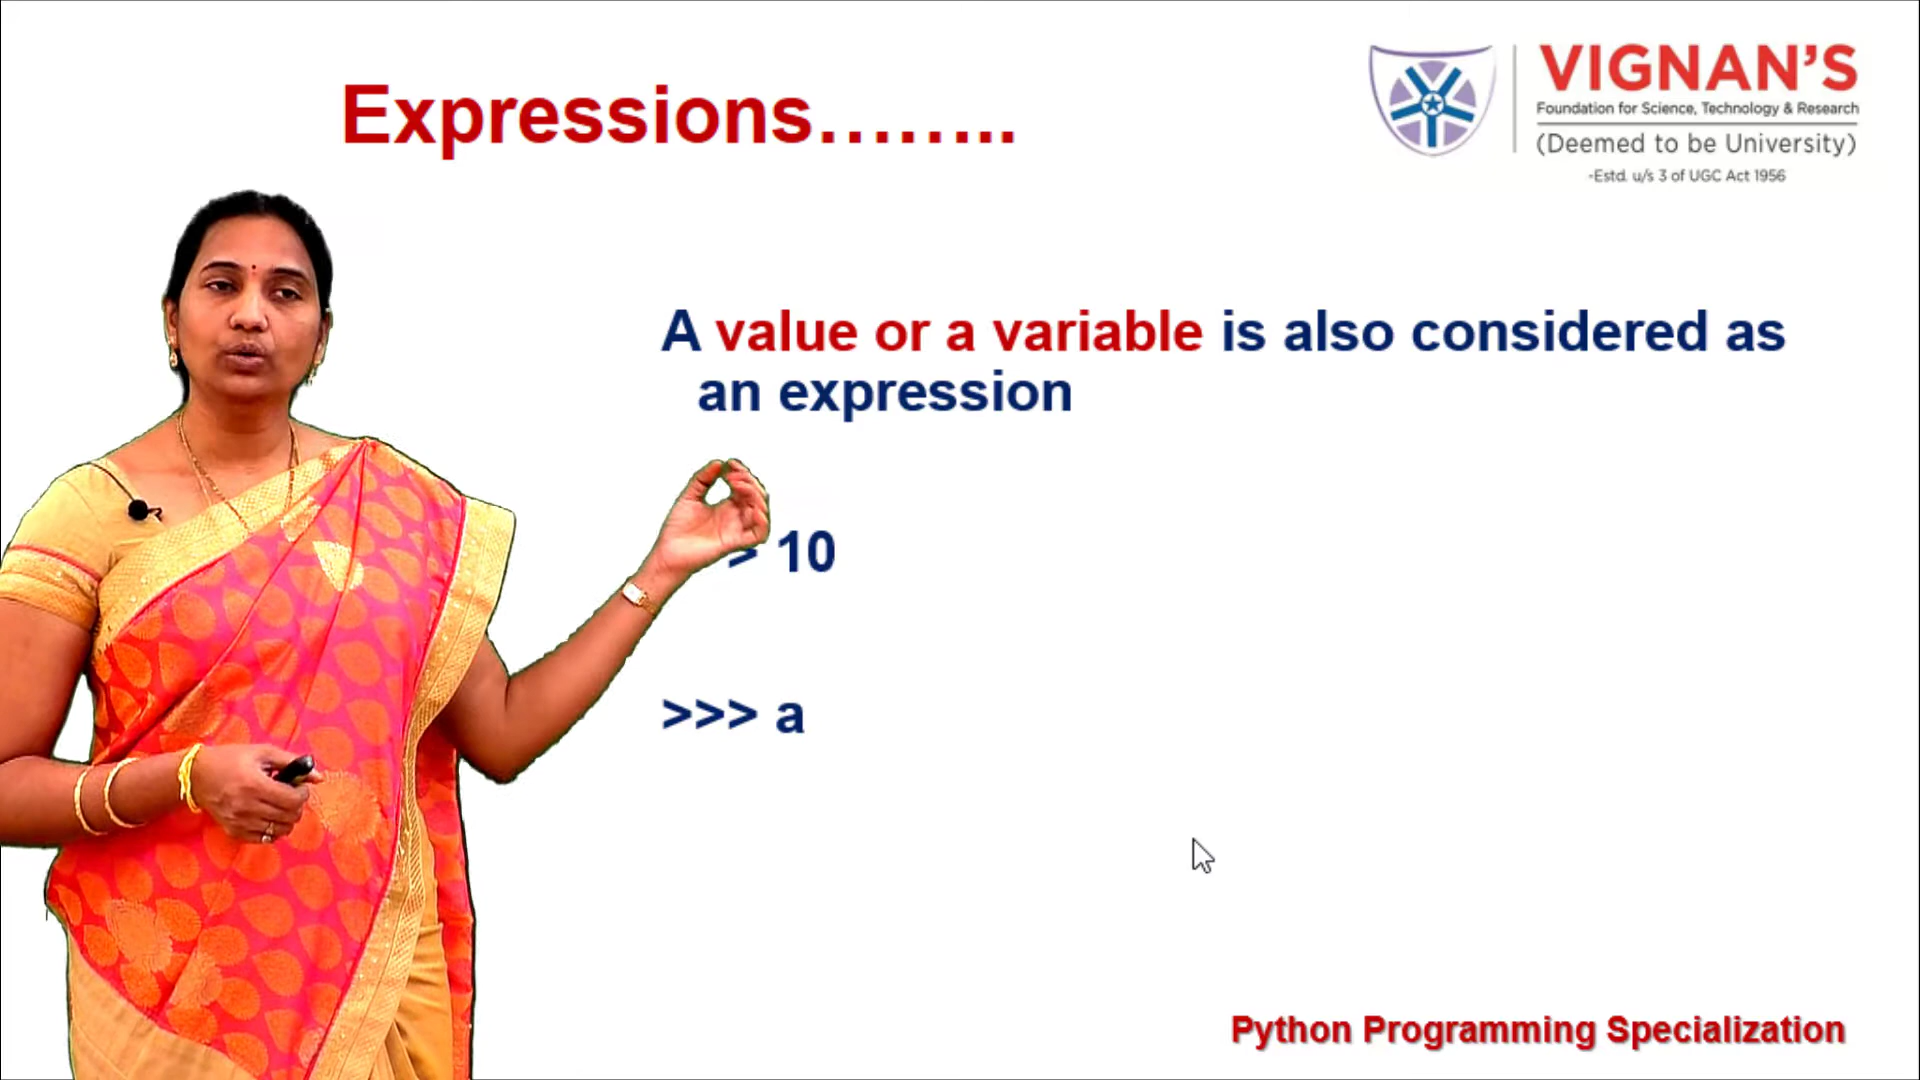 Expressions........
VIGNAN'S
Foundation for Science, Technology & Research
(Deemed to be University)
-Estd. u/s 3 of UGC Act 1956
A value or a variable is also considered as
an expression
> 10
>>> a
Python Programming Specialization